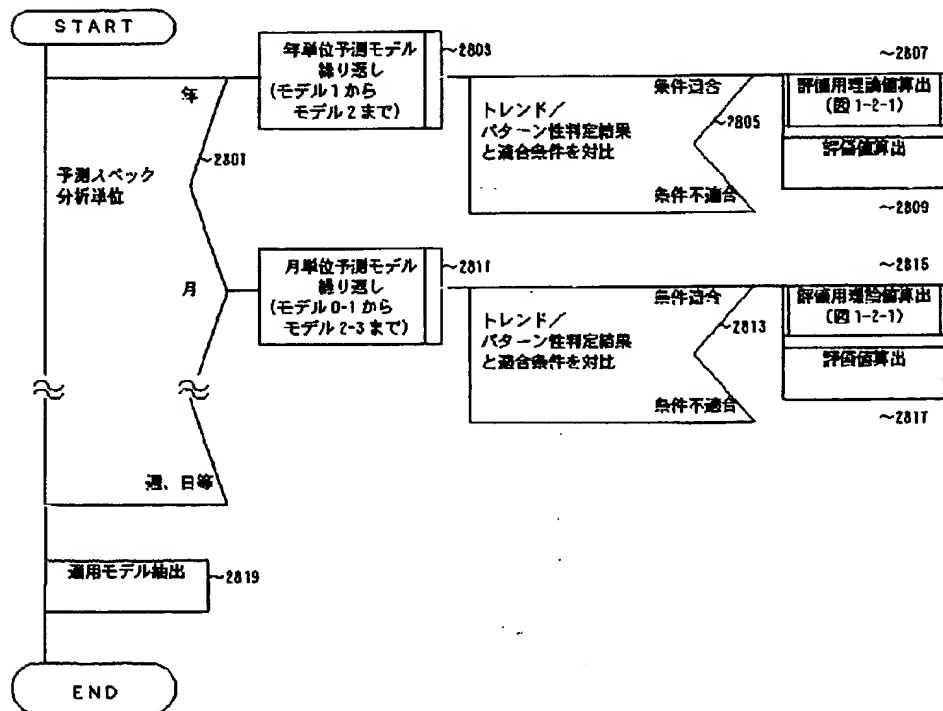 START
年単位予測モデル
繰り返し
(モデル1から
モデル2まで)
~2803
~2807
年
~2801
予測スペック
分析単位
トレンド/
パターン性判定結果
と適合条件を対比
条件適合
~2805
条件不適合
評価用理論値算出
(図1-2-1)
評価値算出
~2809
月
月単位予測モデル
繰り返し
(モデル0-1から
モデル2-3まで)
~2811
~2815
トレンド/
パターン性判定結果
と適合条件を対比
条件適合
~2813
条件不適合
評価用理論値算出
(図1-2-1)
評価値算出
~2817
週、日等
適用モデル抽出
~2819
END